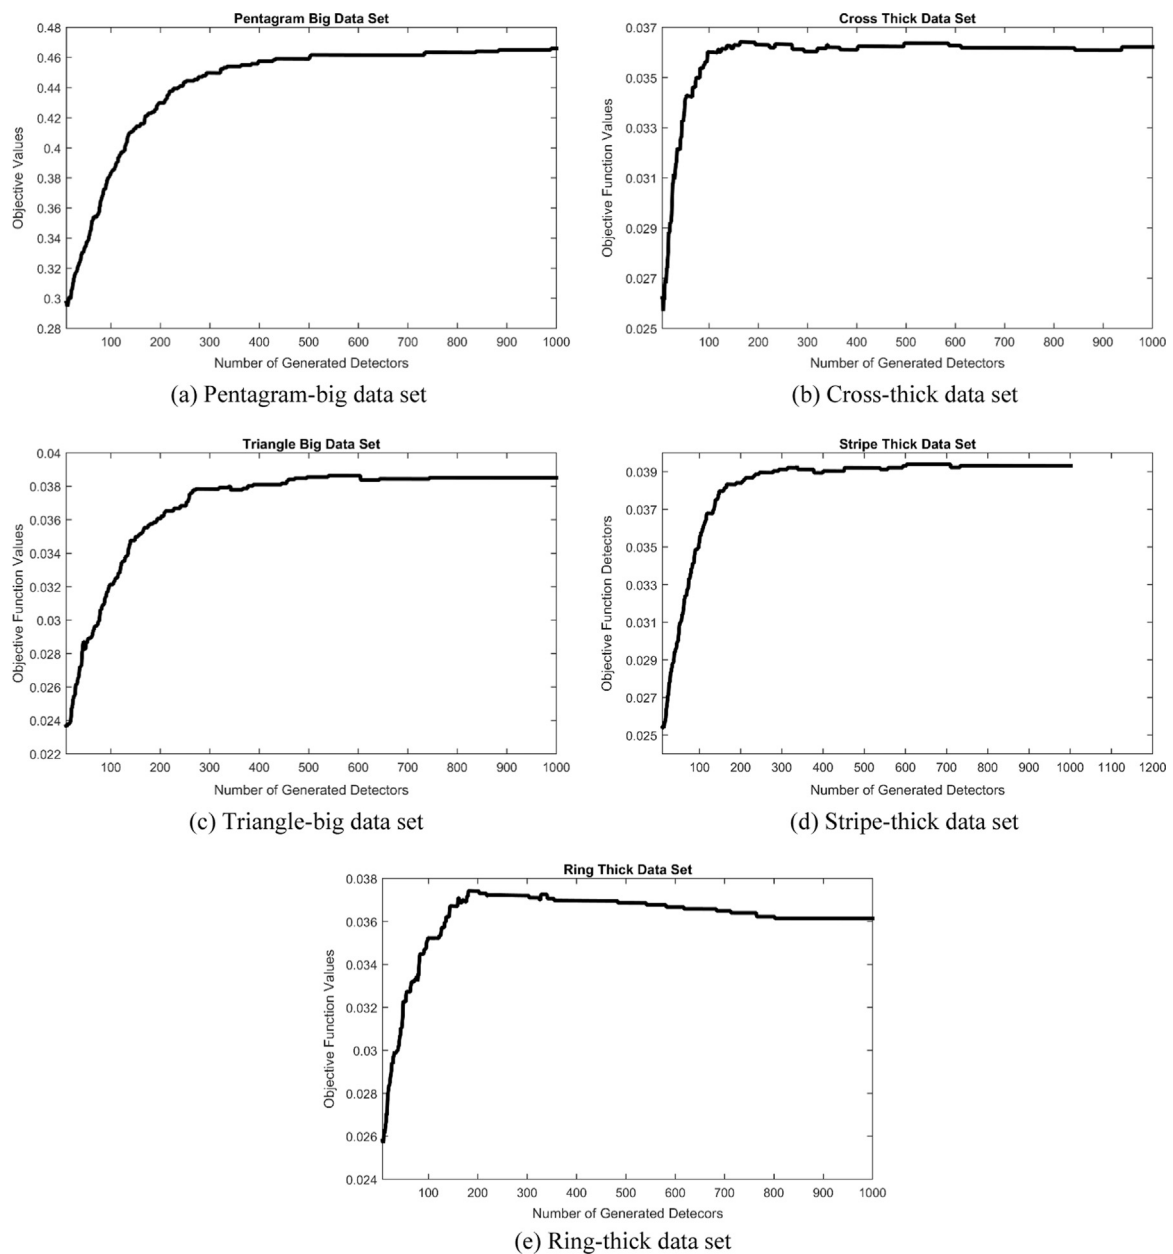 Pentagram Big Data Set
0.48
0.46
0.44
0.42
0.4
0.38
0.36
0.34
0.32
0.3
0.28
Objective Values
100 200 300 400 500 600 700 800 900 1000
Number of Generated Detectors
(a) Pentagram-big data set
Cross Thick Data Set
0.037
0.035
0.033
0.031
0.029
0.027
0.025
Objective Function Values
100 200 300 400 500 600 700 800 900 1000
Number of Generated Detectors
(b) Cross-thick data set
Triangle Big Data Set
0.04
0.038
0.036
0.034
0.032
0.03
0.028
0.026
0.024
0.022
Objective Function Values
100 200 300 400 500 600 700 800 900 1000
Number of Generated Detectors
(c) Triangle-big data set
Stripe Thick Data Set
0.039
0.037
0.035
0.033
0.031
0.029
0.027
0.025
Objective Function Detectors
100 200 300 400 500 600 700 800 900 1000 1100 1200
Number of Generated Detectors
(d) Stripe-thick data set
Ring Thick Data Set
0.038
0.036
0.034
0.032
0.03
0.028
0.026
0.024
Objective Function Values
100 200 300 400 500 600 700 800 900 1000
Number of Generated Detecors
(e) Ring-thick data set